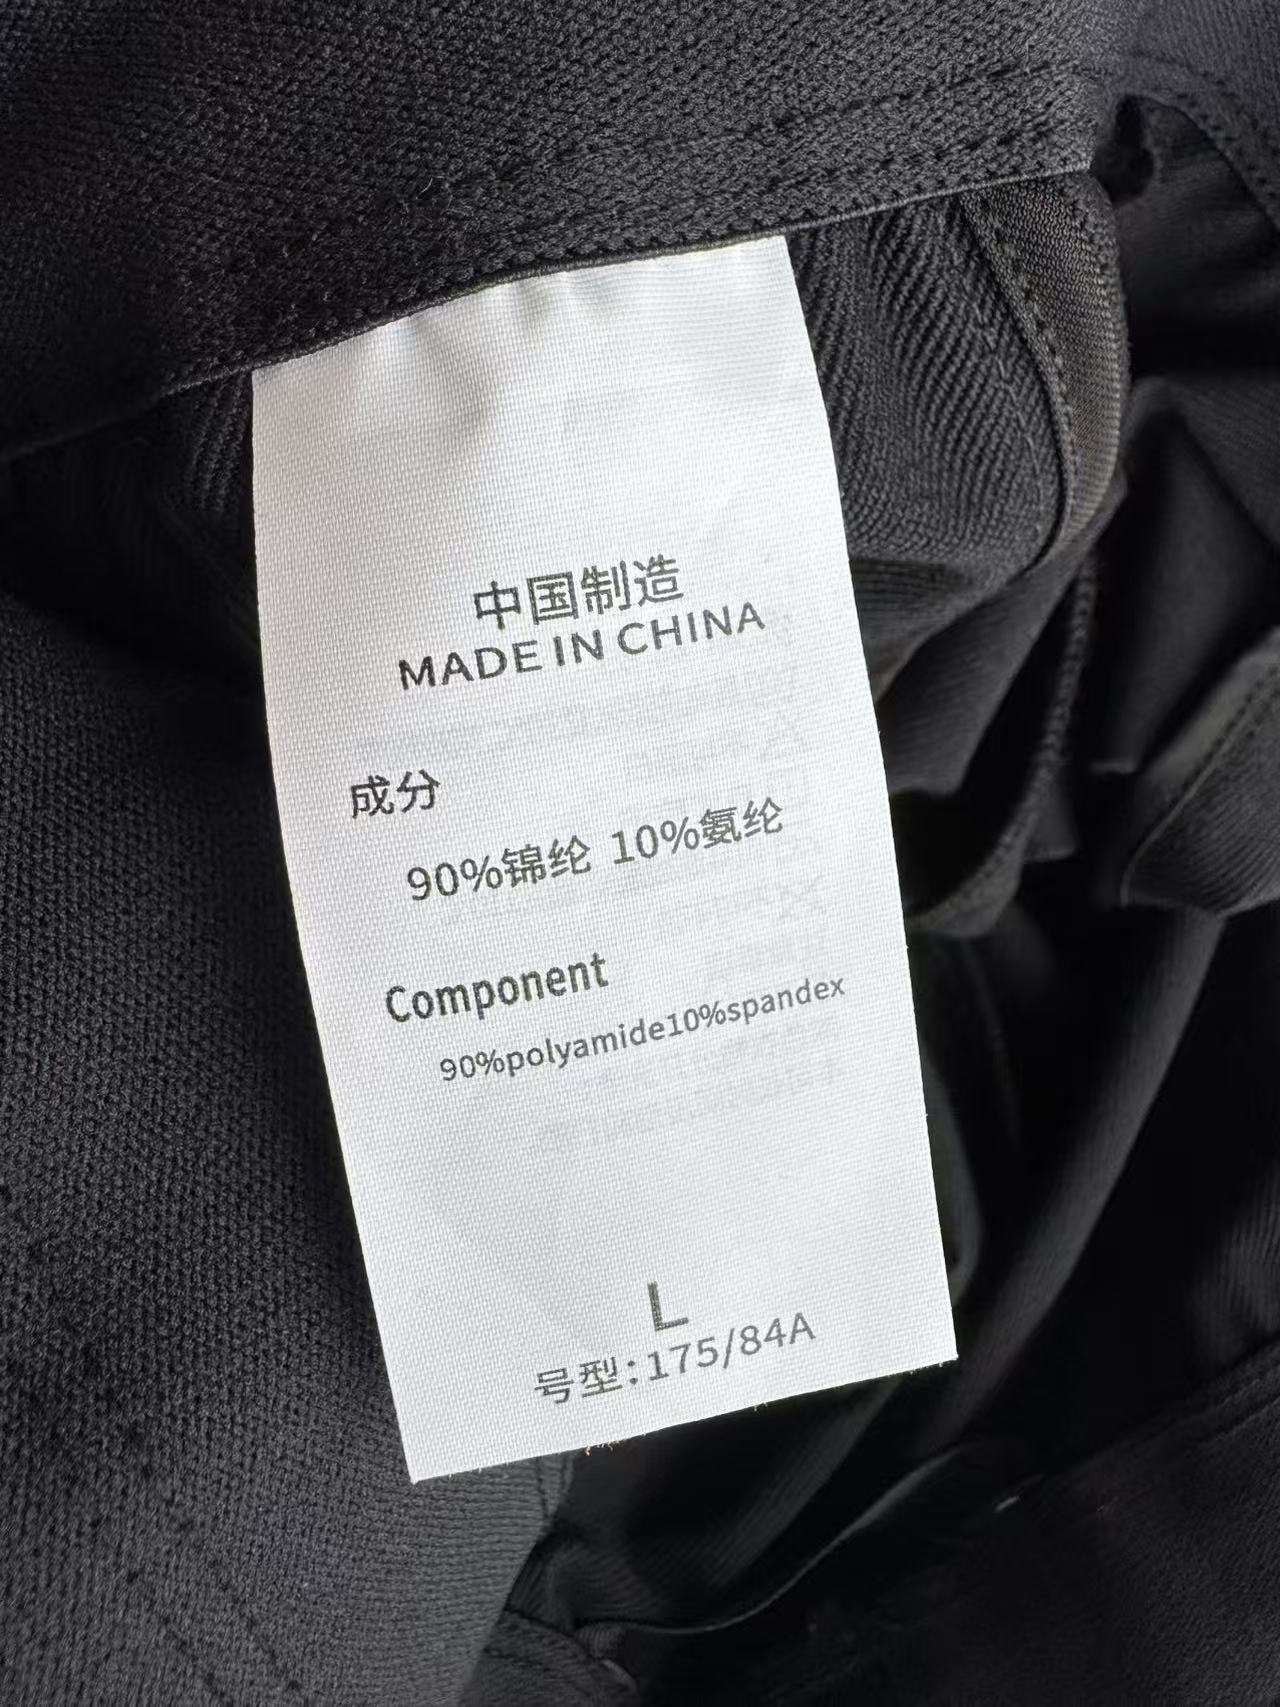 中国制造
MADE IN CHINA
成分
90%锦纶 10%氨纶
Component
90%polyamide10%spandex
L
号型:175/84A